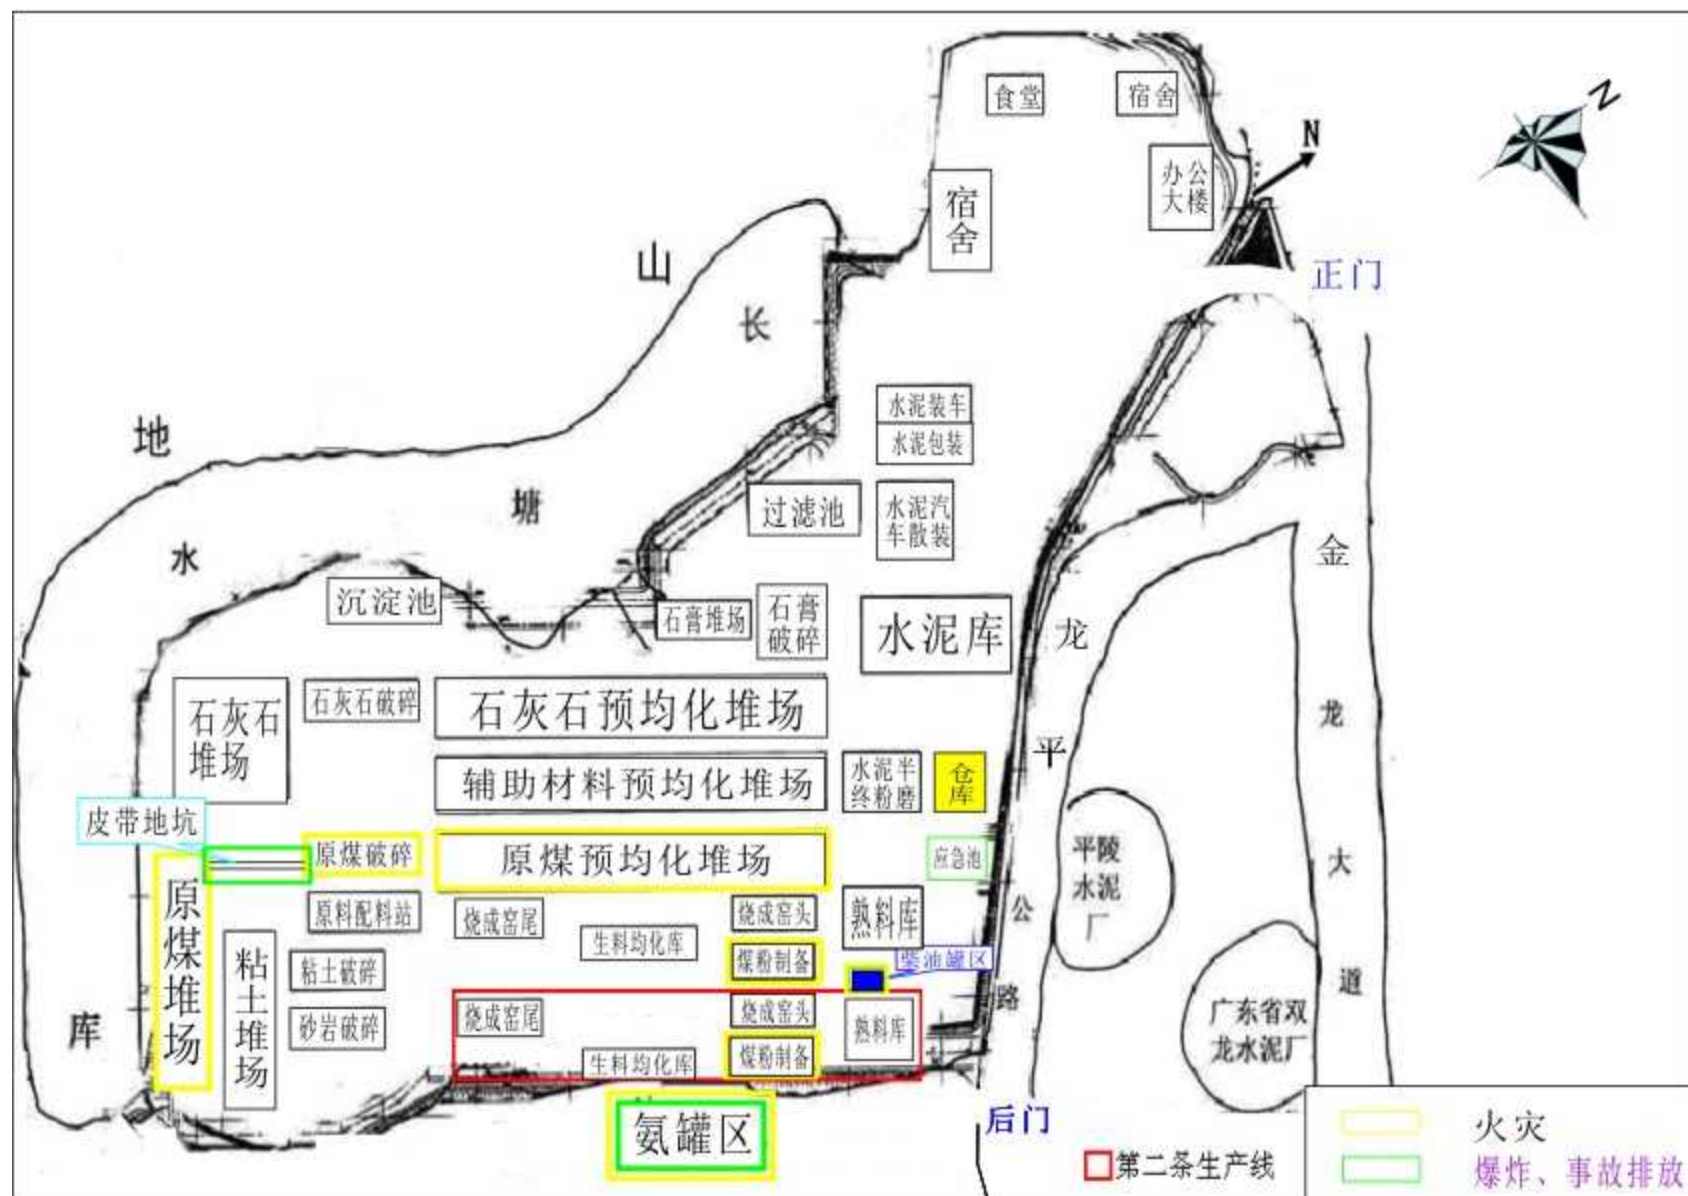 食堂
宿舍
N
N
办公
大楼
宿
舍
山
正门
长
水泥装车
水泥包装
地
塘
过滤池
水泥汽
车散装
水
金
沉淀池
石膏堆场
石膏
破碎
水泥库
龙
石灰石
堆场
石灰石破碎
石灰石预均化堆场
龙
平
辅助材料预均化堆场
水泥半
终粉磨
仓
库
皮带地坑
原煤破碎
原煤预均化堆场
应急池
平陵
水泥
厂
大
原煤堆场
原料配料站
烧成窑尾
生料均化库
烧成窑头
熟料库
公
粘土堆场
粘土破碎
煤粉制备
柴油罐区
道
库
砂岩破碎
烧成窑尾
烧成窑头
熟料库
路
广东省双
龙水泥厂
生料均化库
煤粉制备
氨罐区
后门
第二条生产线
火灾
爆炸、事故排放